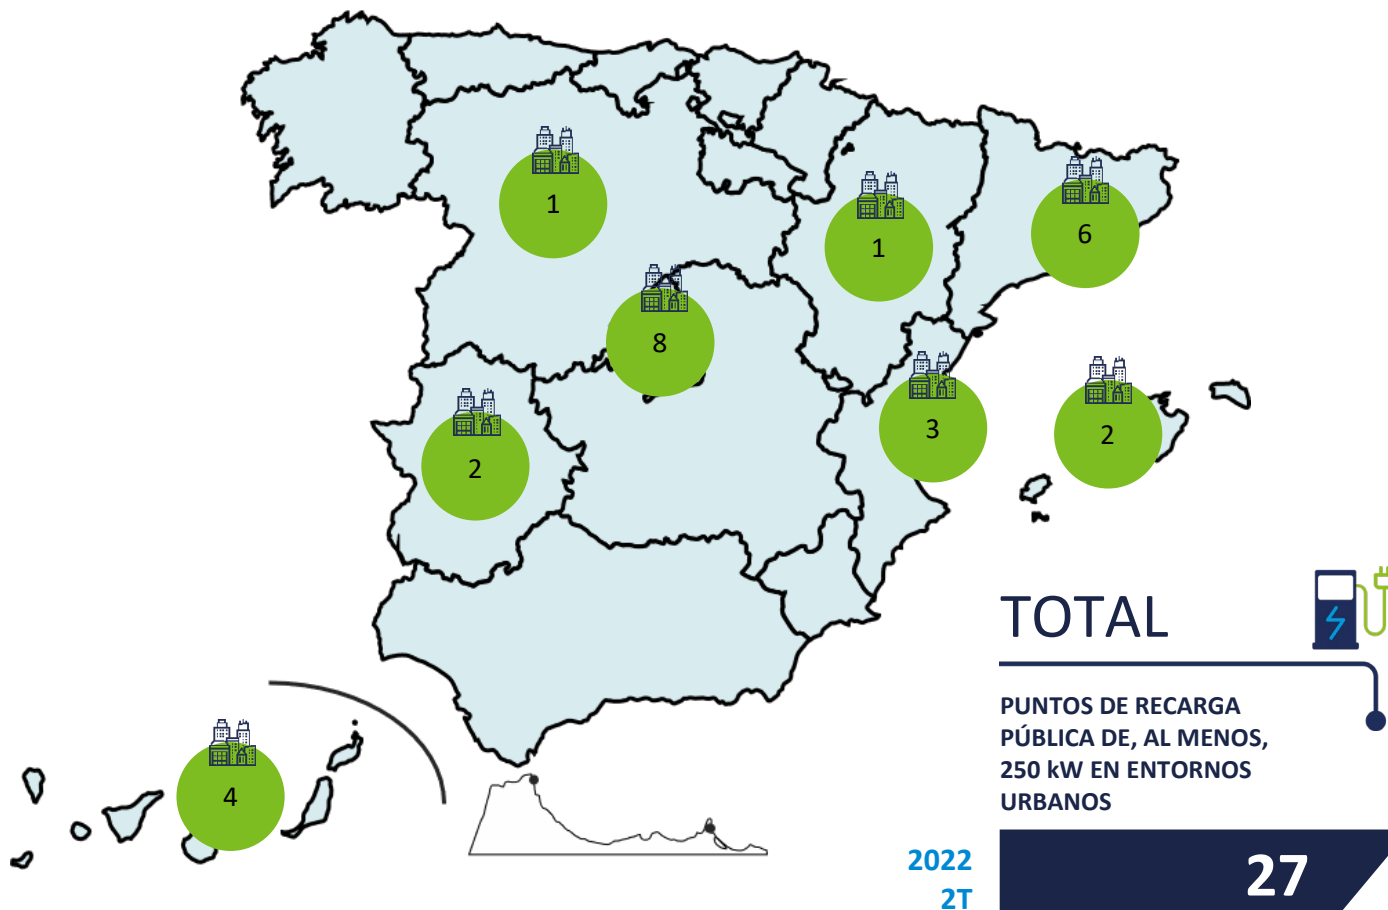 1
1
6
8
3
2
2
4
TOTAL
PUNTOS DE RECARGA
PÚBLICA DE, AL MENOS,
250 kW EN ENTORNOS
URBANOS
2022
2T
27